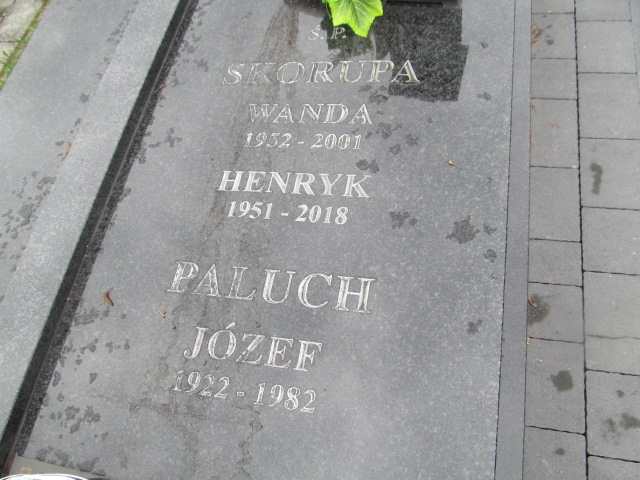 Ś. P.
SKORUPA
WANDA
1952 - 2001
HENRYK
1951 - 2018
PALUCH
JÓZEF
1922 - 1982